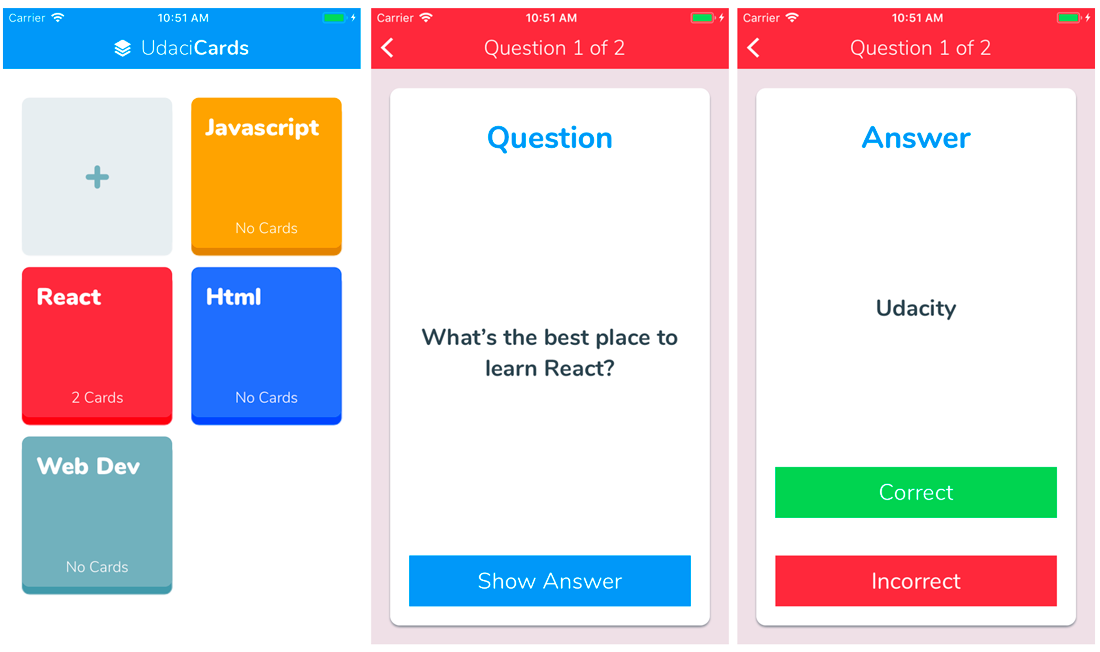 Carrier 10:51 AM
UdaciCards
+
Javascript
No Cards
React
2 Cards
Html
No Cards
Web Dev
No Cards
Carrier 10:51 AM
Question 1 of 2
Question
What’s the best place to
learn React?
Show Answer
Carrier 10:51 AM
Question 1 of 2
Answer
Udacity
Correct
Incorrect